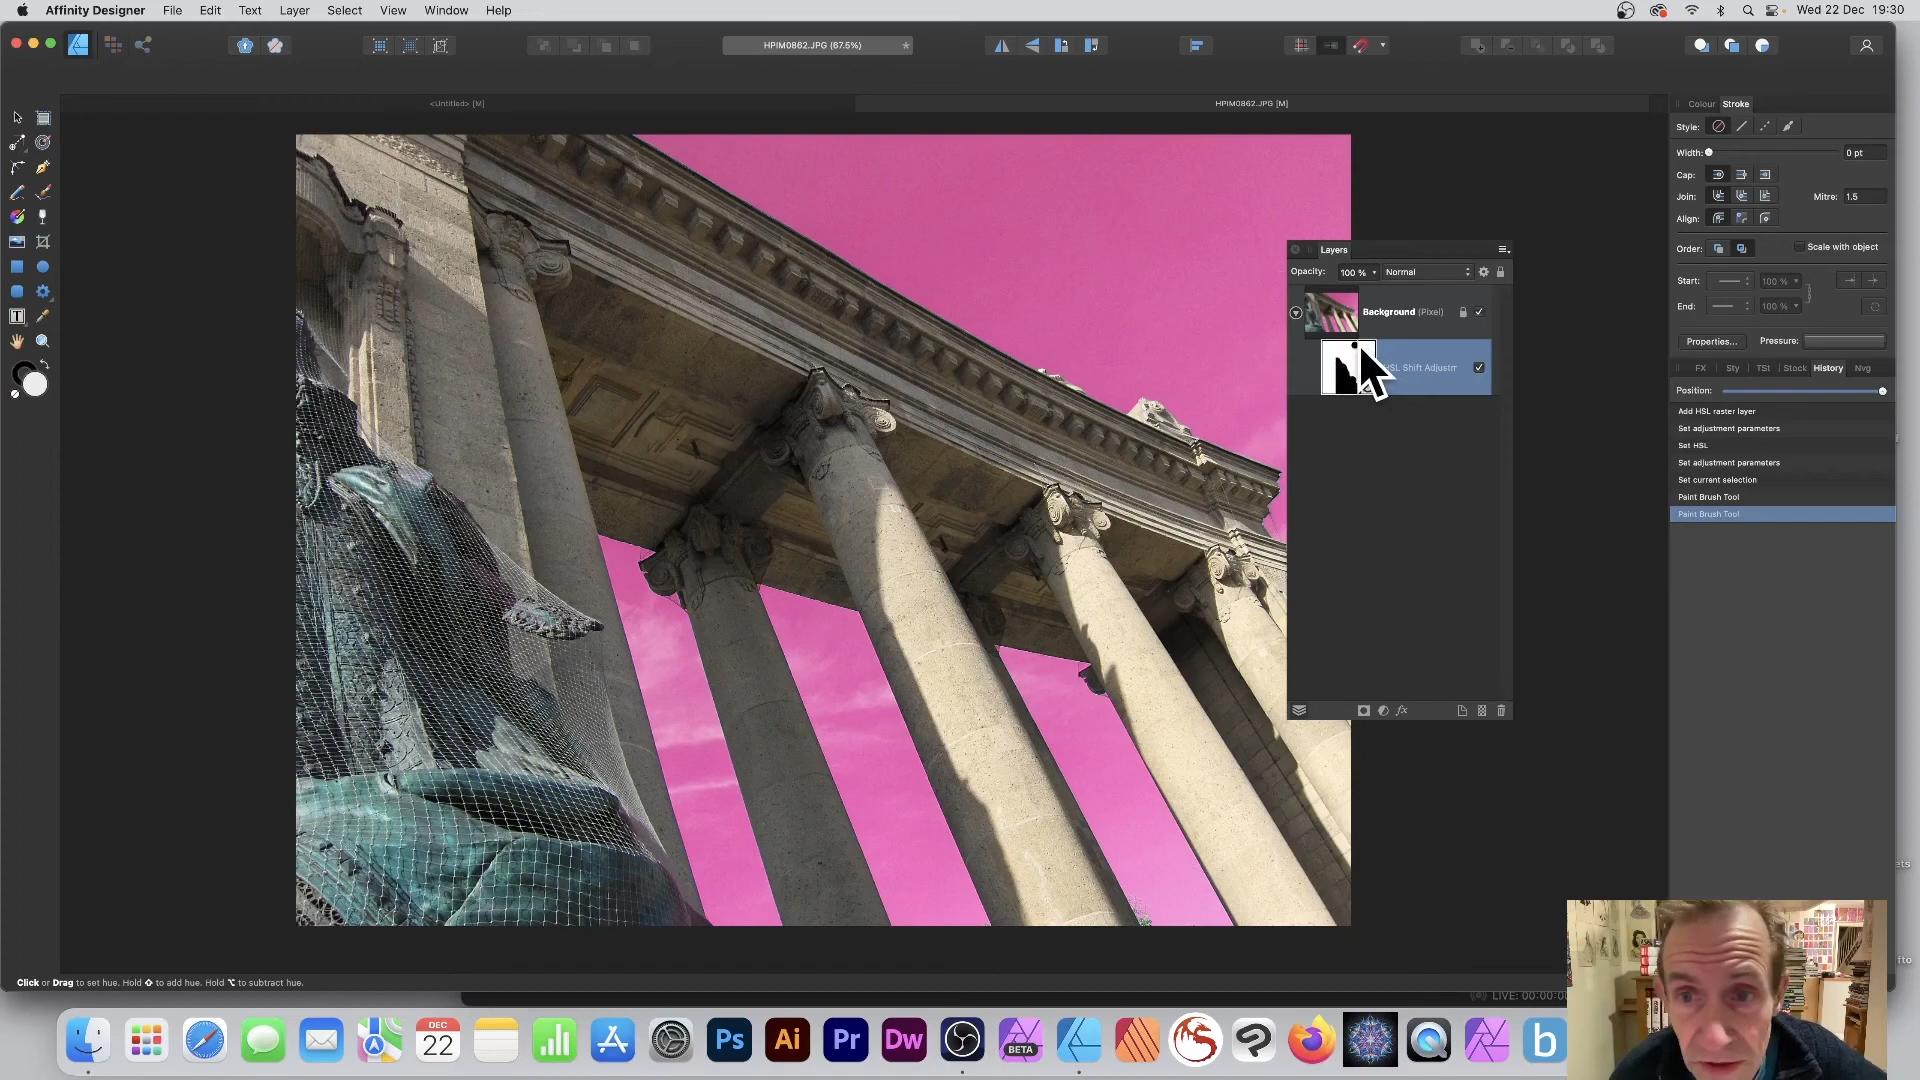 Affinity Designer File Edit Text Layer Select View Window Help Wed 22 Dec 19:30
HPIM0862.JPG (67.5%)
<Untitled> [M] HPIM0862.JPG [M]
Colour Stroke
Style:
Width: 0 pt
Cap:
Join: Mitre: 1.5
Align:
Order: Scale with object
Start: 100 %
End: 100 %
Properties... Pressure:
FX Sty TSt Stock History Nvg
Position:
Add HSL raster layer
Set adjustment parameters
Set HSL
Set adjustment parameters
Set current selection
Paint Brush Tool
Paint Brush Tool
Layers
Opacity: 100 % Normal
Background (Pixel)
HSL Shift Adjustm
Click or Drag to set hue. Hold ⇧ to add hue. Hold ⌥ to subtract hue.
LIVE: 00:00:0
DEC
22
Ps Ai Pr Dw BETA b